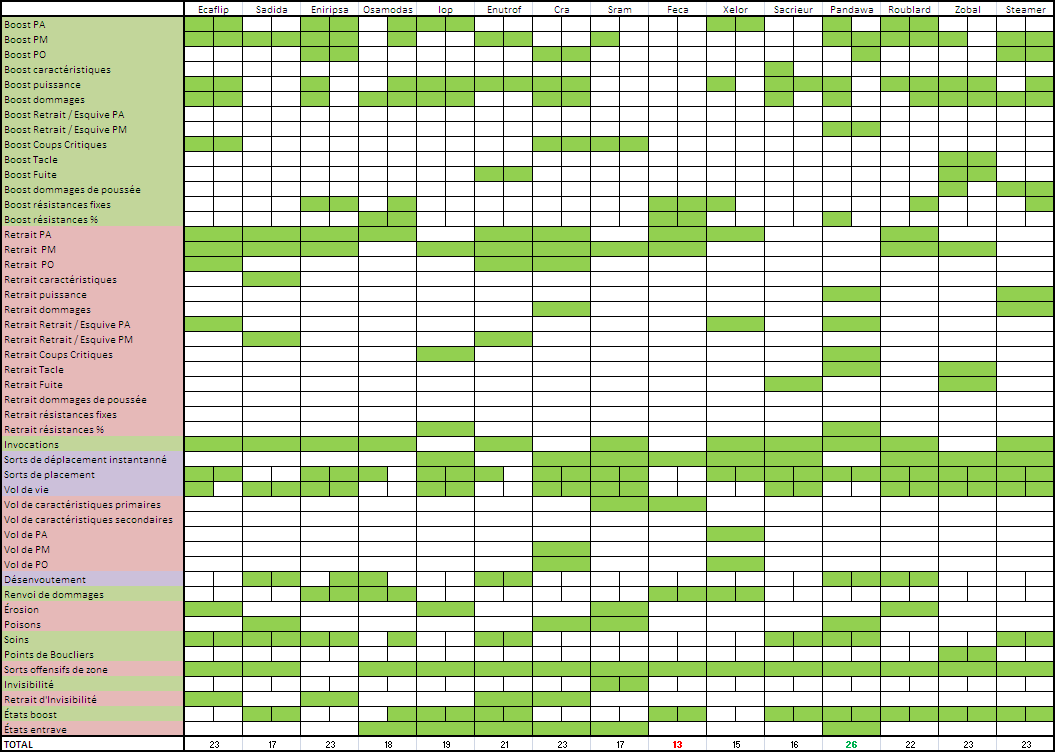 Ecaflip Sadida Eniripsa Osamodas Iop Enutrof Cra Sram Feca Xelor Sacrieur Pandawa Roublard Zobal Steamer
Boost PA
Boost PM
Boost PO
Boost caractéristiques
Boost puissance
Boost dommages
Boost Retrait / Esquive PA
Boost Retrait / Esquive PM
Boost Coups Critiques
Boost Tacle
Boost Fuite
Boost dommages de poussée
Boost résistances fixes
Boost résistances %
Retrait PA
Retrait PM
Retrait PO
Retrait caractéristiques
Retrait puissance
Retrait dommages
Retrait Retrait / Esquive PA
Retrait Retrait / Esquive PM
Retrait Coups Critiques
Retrait Tacle
Retrait Fuite
Retrait dommages de poussée
Retrait résistances fixes
Retrait résistances %
Invocations
Sorts de déplacement instantanné
Sorts de placement
Vol de vie
Vol de caractéristiques primaires
Vol de caractéristiques secondaires
Vol de PA
Vol de PM
Vol de PO
Désenvoutement
Renvoi de dommages
Érosion
Poisons
Soins
Points de Boucliers
Sorts offensifs de zone
Invisibilité
Retrait d'Invisibilité
États boost
États entrave
TOTAL 23 17 23 18 19 21 23 17 13 15 16 26 22 23 23